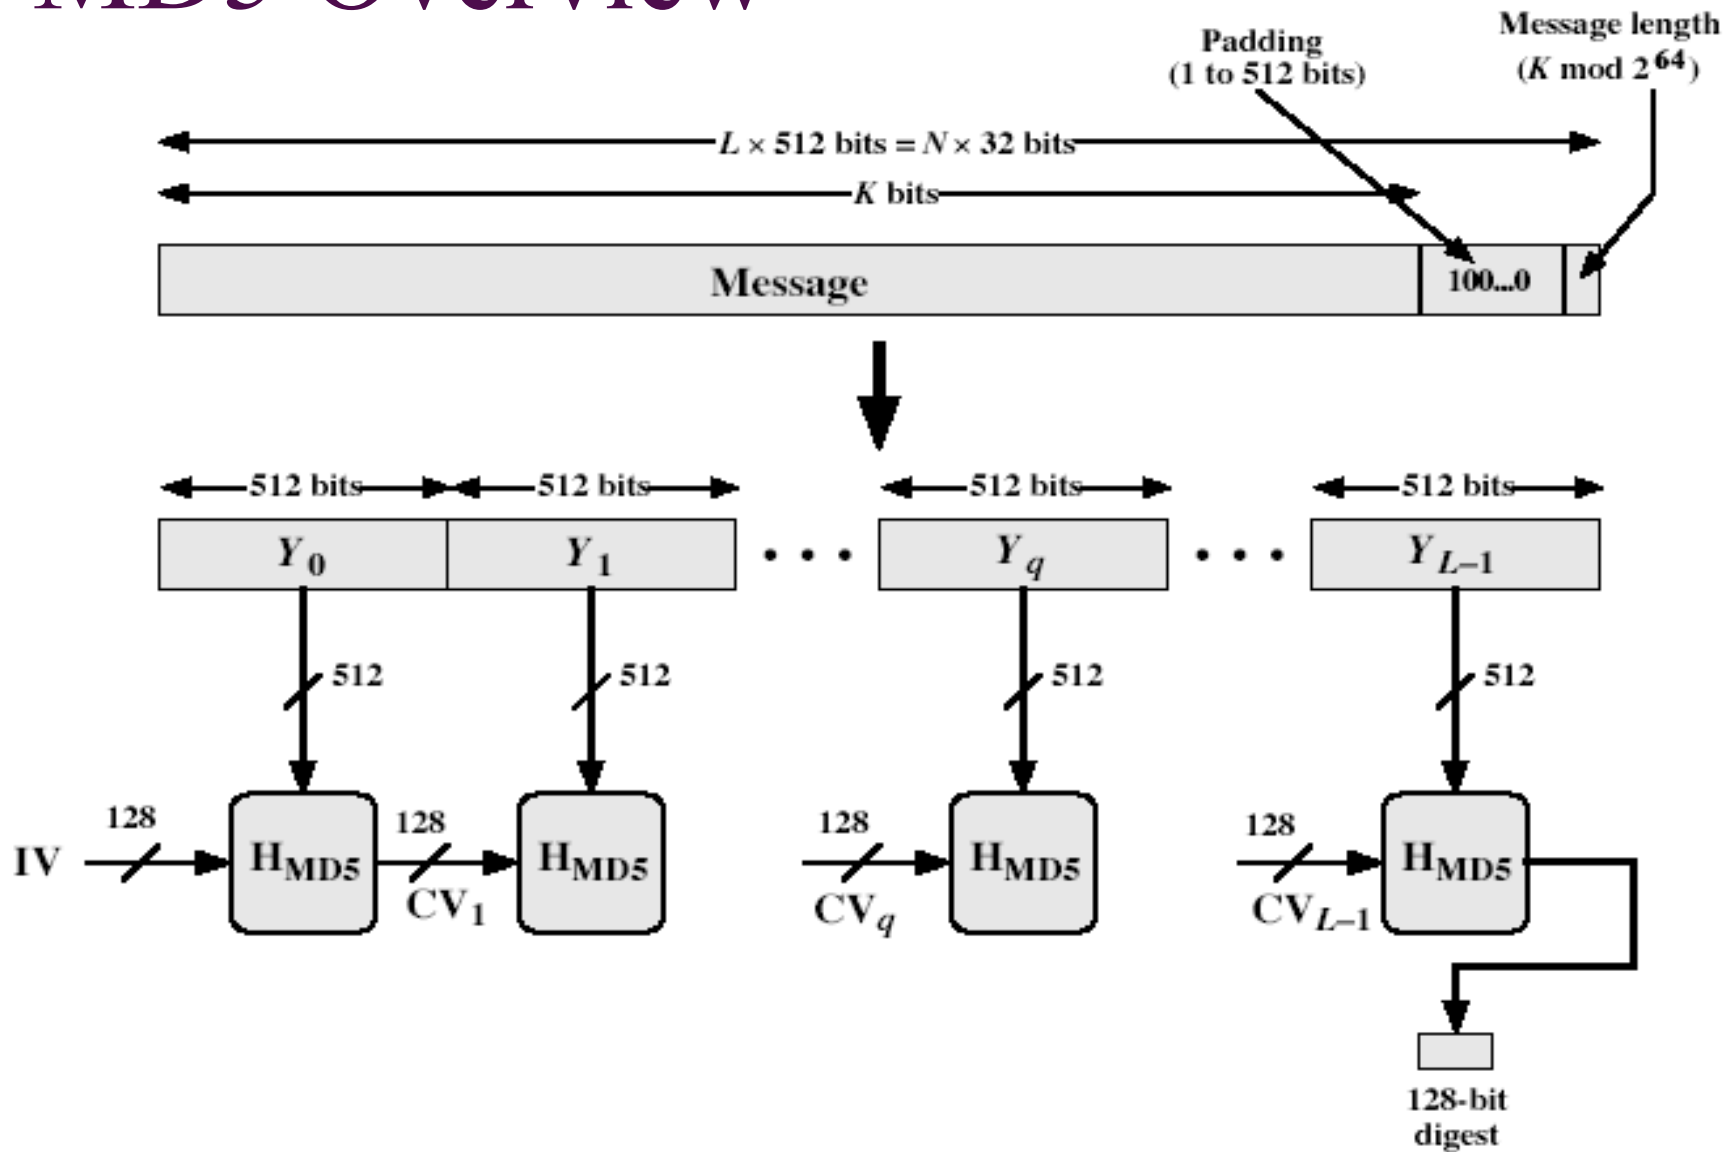 MD5 Overview
Padding
(1 to 512 bits)
Message length
(K mod 2^64)
L × 512 bits = N × 32 bits
K bits
Message
100...0
512 bits
512 bits
512 bits
512 bits
Y0
Y1
• • •
Yq
• • •
YL–1
512
512
512
512
IV
128
HMD5
128
CV1
HMD5
128
CVq
HMD5
128
CVL–1
HMD5
128-bit
digest